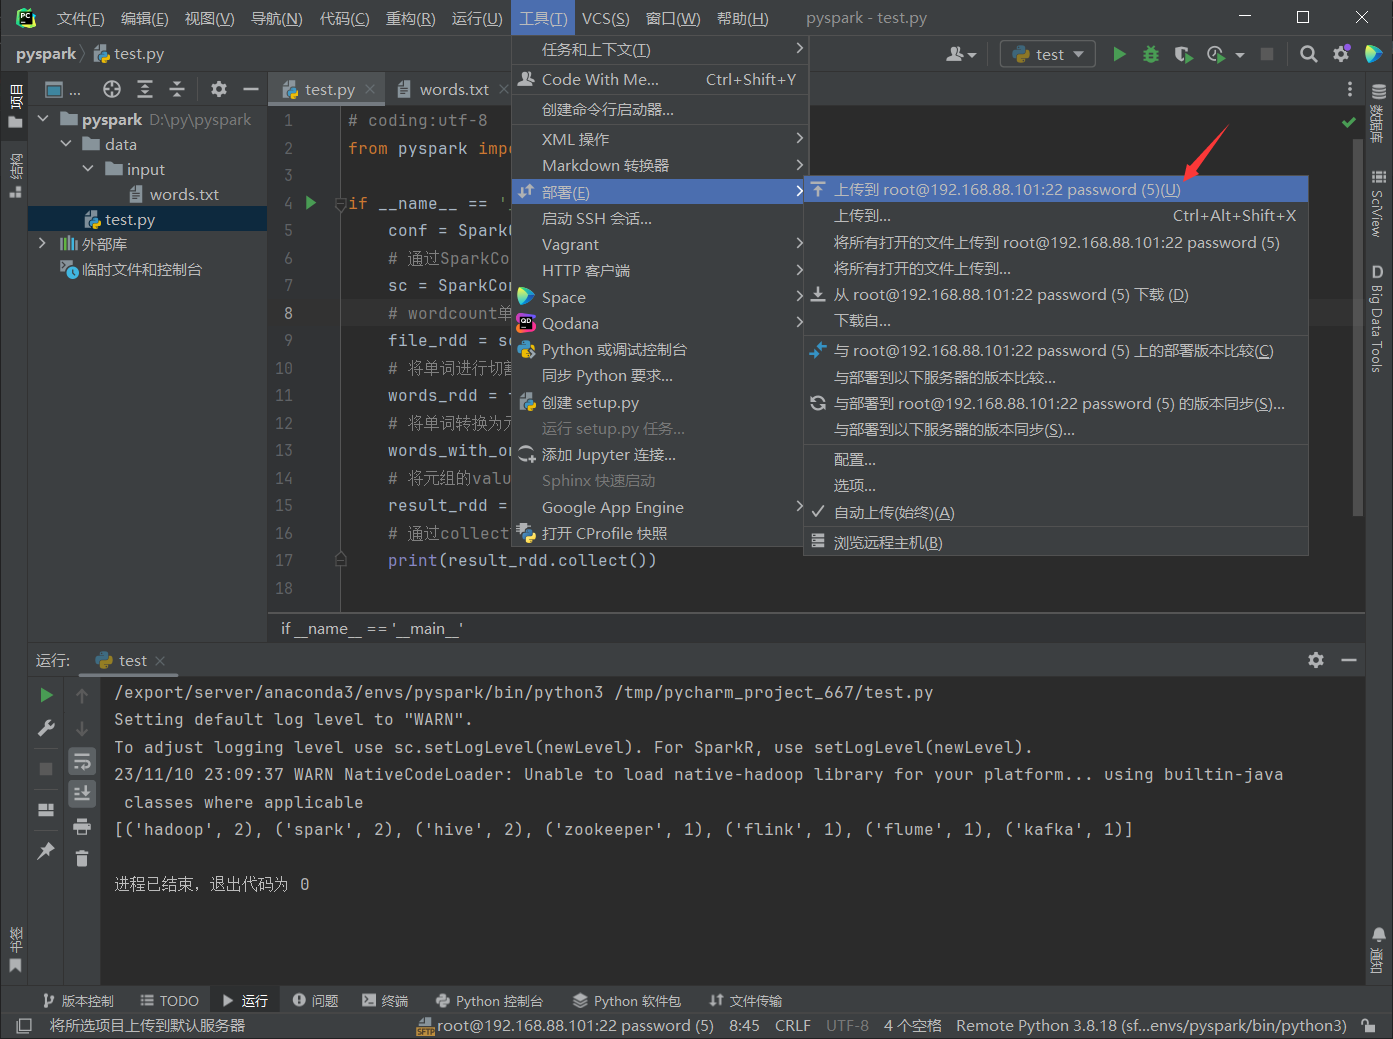 文件(F) 编辑(E) 视图(V) 导航(N) 代码(C) 重构(R) 运行(U) 工具(T) VCS(S) 窗口(W) 帮助(H) pyspark - test.py
pyspark test.py
test
项目
结构
书签
...
pyspark D:\py\pyspark
data
input
words.txt
test.py
外部库
临时文件和控制台
test.py
words.txt
1 # coding:utf-8
2 from pyspark impo
3
4 if __name__ == '_
5 conf = SparkC
6 # 通过SparkCo
7 sc = SparkCon
8 # wordcount单
9 file_rdd = sc
10 # 将单词进行切割
11 words_rdd =
12 # 将单词转换为元
13 words_with_on
14 # 将元组的valu
15 result_rdd =
16 # 通过collect
17 print(result_rdd.collect())
18
if __name__ == '__main__'
任务和上下文(T)
Code With Me... Ctrl+Shift+Y
创建命令行启动器...
XML 操作
Markdown 转换器
部署(E)
启动 SSH 会话...
Vagrant
HTTP 客户端
Space
Qodana
Python 或调试控制台
同步 Python 要求...
创建 setup.py
运行 setup.py 任务...
添加 Jupyter 连接...
Sphinx 快速启动
Google App Engine
打开 CProfile 快照
上传到 root@192.168.88.101:22 password (5)(U)
上传到... Ctrl+Alt+Shift+X
将所有打开的文件上传到 root@192.168.88.101:22 password (5)
将所有打开的文件上传到...
从 root@192.168.88.101:22 password (5) 下载 (D)
下载自...
与 root@192.168.88.101:22 password (5) 上的部署版本比较(C)
与部署到以下服务器的版本比较...
与部署到 root@192.168.88.101:22 password (5) 的版本同步(S)...
与部署到以下服务器的版本同步(S)...
配置...
选项...
自动上传(始终)(A)
浏览远程主机(B)
数据库
SciView
D Big Data Tools
通知
运行: test
/export/server/anaconda3/envs/pyspark/bin/python3 /tmp/pycharm_project_667/test.py
Setting default log level to "WARN".
To adjust logging level use sc.setLogLevel(newLevel). For SparkR, use setLogLevel(newLevel).
23/11/10 23:09:37 WARN NativeCodeLoader: Unable to load native-hadoop library for your platform... using builtin-java
classes where applicable
[('hadoop', 2), ('spark', 2), ('hive', 2), ('zookeeper', 1), ('flink', 1), ('flume', 1), ('kafka', 1)]
进程已结束，退出代码为 0
版本控制 TODO 运行 问题 终端 Python 控制台 Python 软件包 文件传输
将所选项目上传到默认服务器 SFTP root@192.168.88.101:22 password (5) 8:45 CRLF UTF-8 4 个空格 Remote Python 3.8.18 (sf...envs/pyspark/bin/python3)